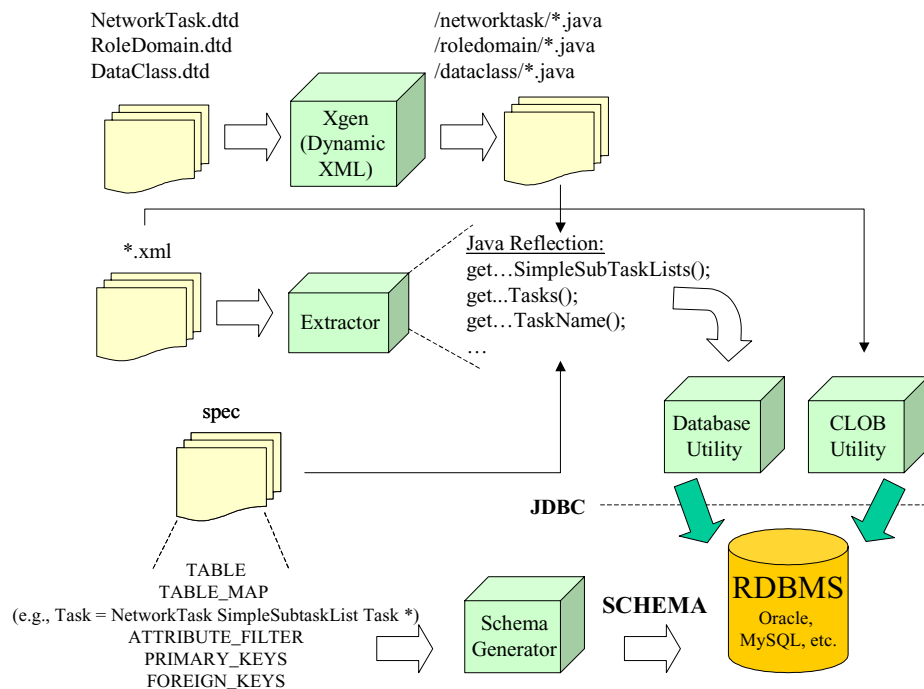 NetworkTask.dtd
RoleDomain.dtd
DataClass.dtd
/networktask/*.java
/roledomain/*.java
/dataclass/*.java
Xgen
(Dynamic
XML)
*.xml
Extractor
Java Reflection:
get…SimpleSubTaskLists();
get...Tasks();
get…TaskName();
…
spec
Database
Utility
CLOB
Utility
JDBC
TABLE
TABLE_MAP
(e.g., Task = NetworkTask SimpleSubtaskList Task *)
ATTRIBUTE_FILTER
PRIMARY_KEYS
FOREIGN_KEYS
Schema
Generator
SCHEMA
RDBMS
Oracle,
MySQL, etc.